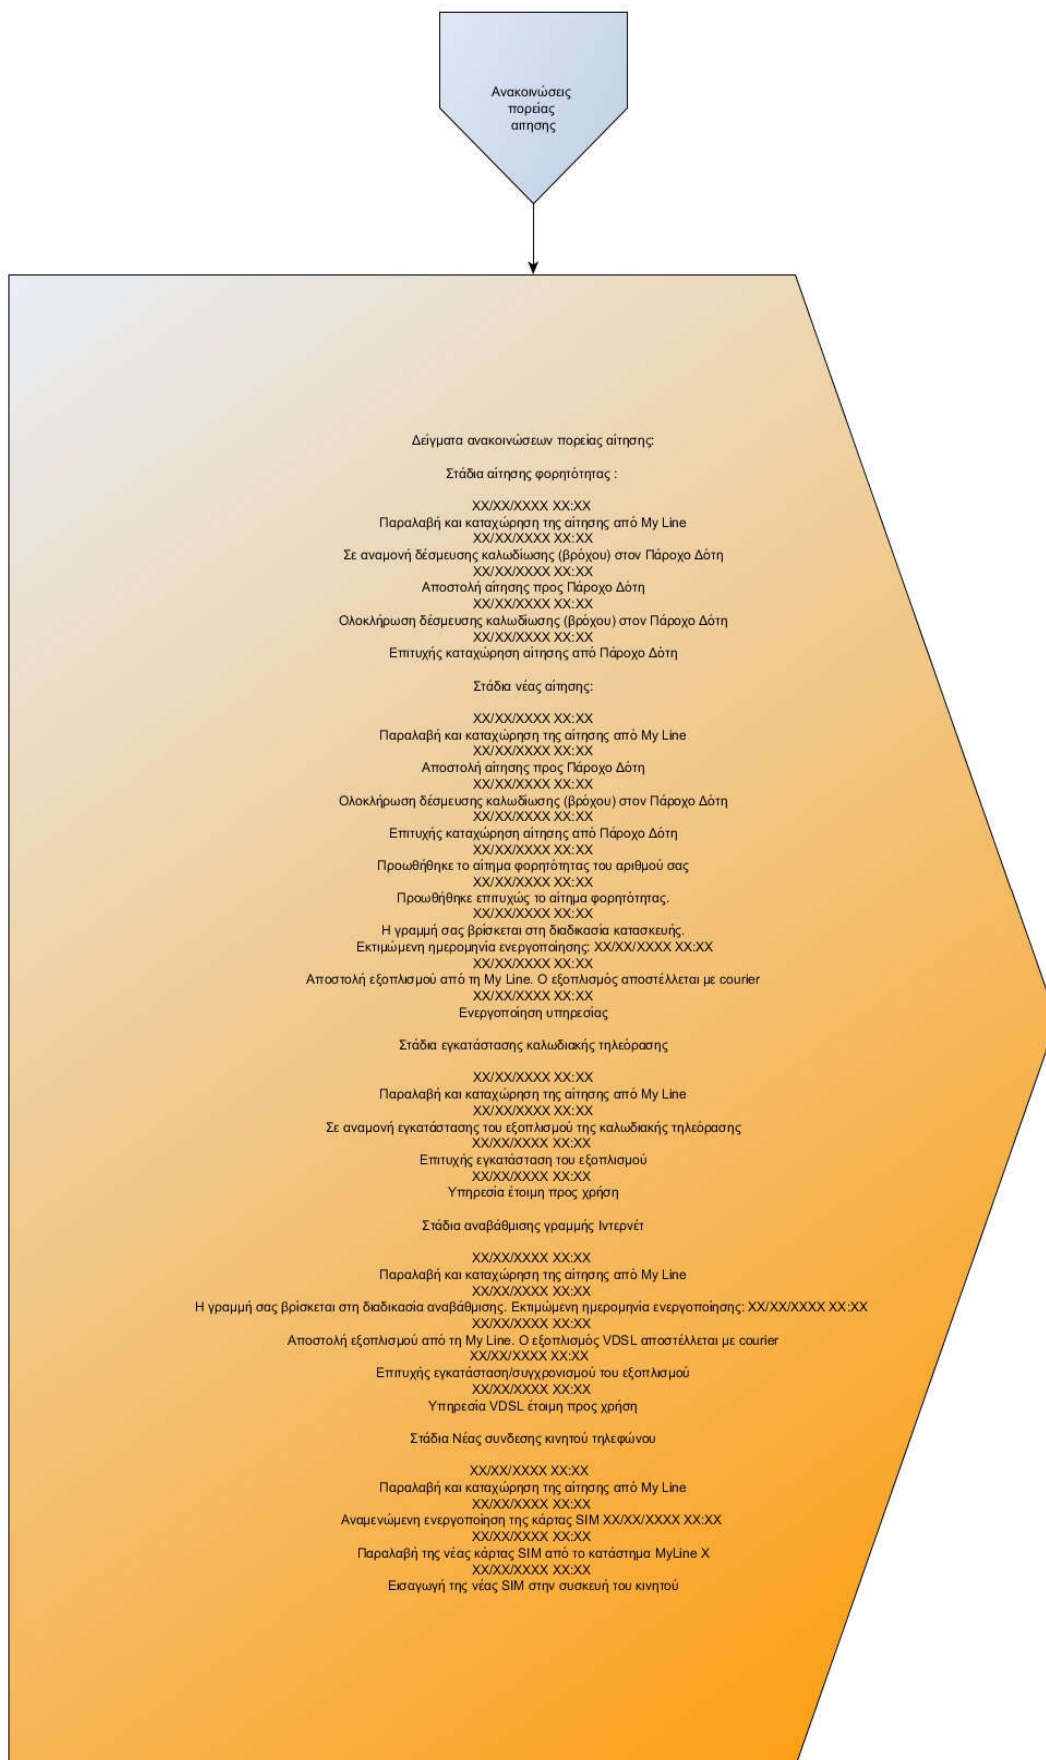 Ανακοινώσεις
πορείας
αιτησης
Δείγματα ανακοινώσεων πορείας αίτησης:
Στάδια αίτησης φορητότητας :
XX/XX/XXXX XX:XX
Παραλαβή και καταχώρηση της αίτησης από My Line
XX/XX/XXXX XX:XX
Σε αναμονή δέσμευσης καλωδίωσης (βρόχου) στον Πάροχο Δότη
XX/XX/XXXX XX:XX
Αποστολή αίτησης προς Πάροχο Δότη
XX/XX/XXXX XX:XX
Ολοκλήρωση δέσμευσης καλωδίωσης (βρόχου) στον Πάροχο Δότη
XX/XX/XXXX XX:XX
Επιτυχής καταχώρηση αίτησης από Πάροχο Δότη
Στάδια νέας αίτησης:
XX/XX/XXXX XX:XX
Παραλαβή και καταχώρηση της αίτησης από My Line
XX/XX/XXXX XX:XX
Αποστολή αίτησης προς Πάροχο Δότη
XX/XX/XXXX XX:XX
Ολοκλήρωση δέσμευσης καλωδίωσης (βρόχου) στον Πάροχο Δότη
XX/XX/XXXX XX:XX
Επιτυχής καταχώρηση αίτησης από Πάροχο Δότη
XX/XX/XXXX XX:XX
Προωθήθηκε το αίτημα φορητότητας του αριθμού σας
XX/XX/XXXX XX:XX
Προωθήθηκε επιτυχώς το αίτημα φορητότητας.
XX/XX/XXXX XX:XX
Η γραμμή σας βρίσκεται στη διαδικασία κατασκευής.
Εκτιμώμενη ημερομηνία ενεργοποίησης: XX/XX/XXXX XX:XX
XX/XX/XXXX XX:XX
Αποστολή εξοπλισμού από τη My Line. Ο εξοπλισμός αποστέλλεται με courier
XX/XX/XXXX XX:XX
Ενεργοποίηση υπηρεσίας
Στάδια εγκατάστασης καλωδιακής τηλεόρασης
XX/XX/XXXX XX:XX
Παραλαβή και καταχώρηση της αίτησης από My Line
XX/XX/XXXX XX:XX
Σε αναμονή εγκατάστασης του εξοπλισμού της καλωδιακής τηλεόρασης
XX/XX/XXXX XX:XX
Επιτυχής εγκατάσταση του εξοπλισμού
XX/XX/XXXX XX:XX
Υπηρεσία έτοιμη προς χρήση
Στάδια αναβάθμισης γραμμής Ιντερνέτ
XX/XX/XXXX XX:XX
Παραλαβή και καταχώρηση της αίτησης από My Line
XX/XX/XXXX XX:XX
Η γραμμή σας βρίσκεται στη διαδικασία αναβάθμισης. Εκτιμώμενη ημερομηνία ενεργοποίησης: XX/XX/XXXX XX:XX
XX/XX/XXXX XX:XX
Αποστολή εξοπλισμού από τη My Line. Ο εξοπλισμός VDSL αποστέλλεται με courier
XX/XX/XXXX XX:XX
Επιτυχής εγκατάσταση/συγχρονισμού του εξοπλισμού
XX/XX/XXXX XX:XX
Υπηρεσία VDSL έτοιμη προς χρήση
Στάδια Νέας συνδεσης κινητού τηλεφώνου
XX/XX/XXXX XX:XX
Παραλαβή και καταχώρηση της αίτησης από My Line
XX/XX/XXXX XX:XX
Αναμενώμενη ενεργοποίηση της κάρτας SIM XX/XX/XXXX XX:XX
XX/XX/XXXX XX:XX
Παραλαβή της νέας κάρτας SIM από το κατάστημα MyLine X
XX/XX/XXXX XX:XX
Εισαγωγή της νέας SIM στην συσκευή του κινητού